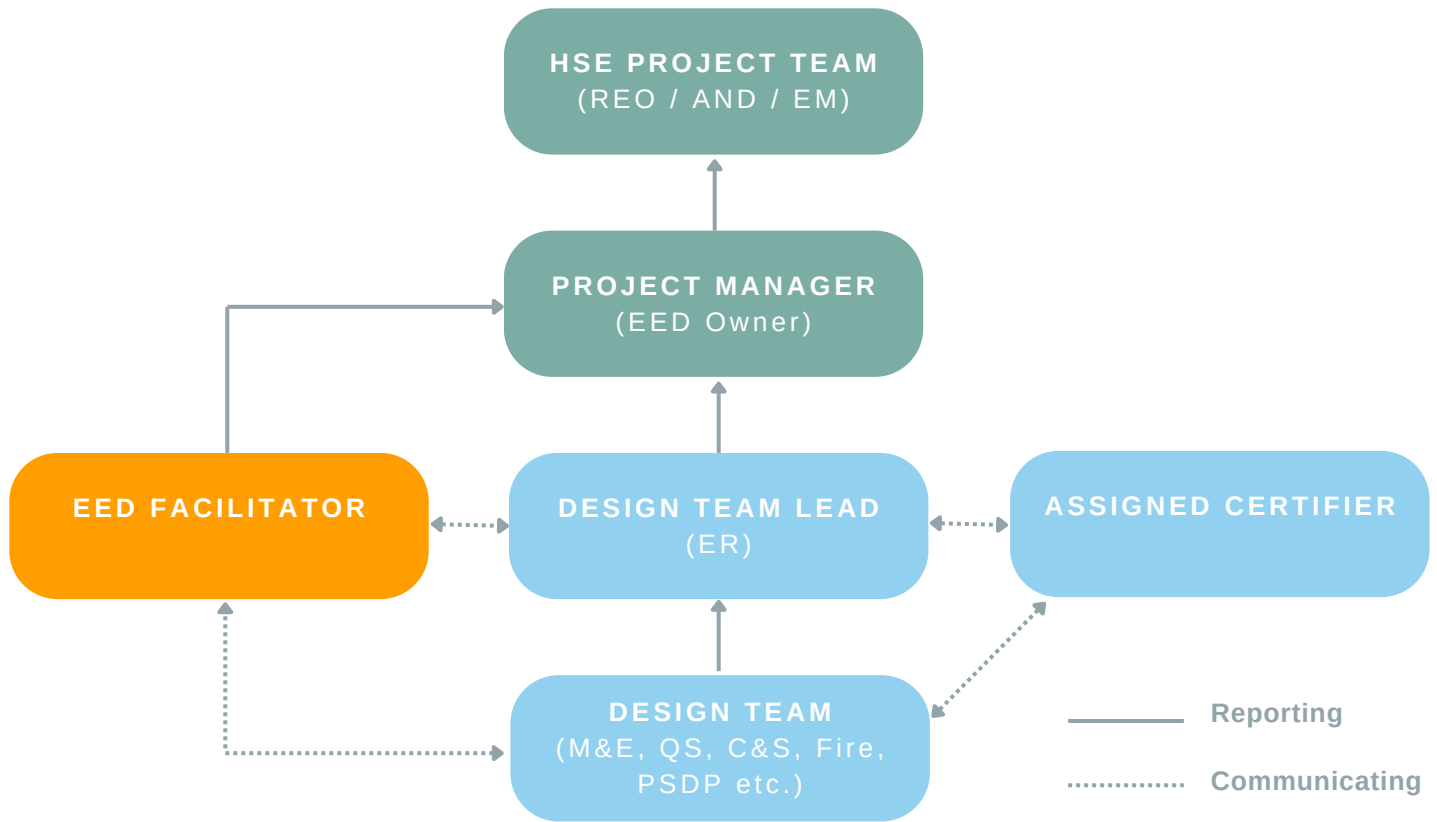 HSE PROJECT TEAM
(REO / AND / EM)
PROJECT MANAGER
(EED Owner)
EED FACILITATOR
DESIGN TEAM LEAD
(ER)
ASSIGNED CERTIFIER
DESIGN TEAM
(M&E, QS, C&S, Fire,
PSDP etc.)
Reporting
Communicating